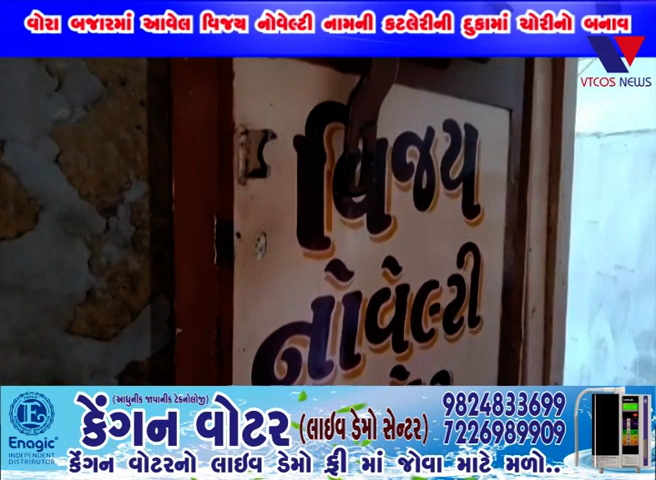 વોરા બજારમાં આવેલ વિજય નોવેલ્ટી નામની કટલેરીની દુકામાં ચોરીનો બનાવ
VTCOS NEWS
વિજય
નોવેલ્ટી
(આધુનીક જાપાનીક ટેકનોલોજી)
કેંગન વોટર (લાઇવ ડેમો સેન્ટર)
9824833699
7226989909
Enagic®
INDEPENDENT
DISTRIBUTOR
કેંગન વોટરનો લાઇવ ડેમો ફ્રી માં જોવા માટે મળો..